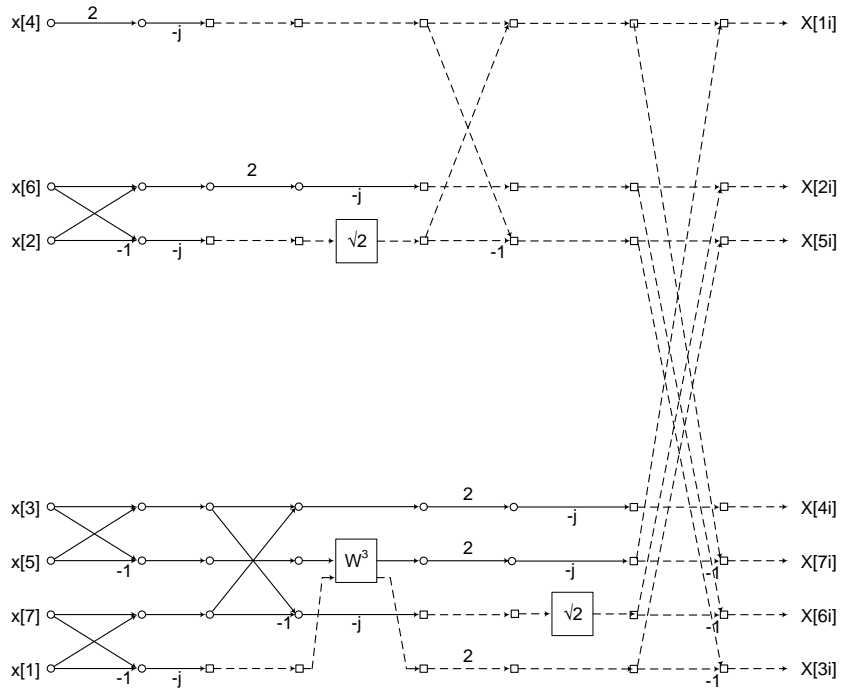 x[4] 2 -j X[1i]
x[6] 2 -j X[2i]
x[2] -1 -j √2 -1 X[5i]
x[3] 2 -j X[4i]
x[5] -1 W³ 2 -j -1 X[7i]
x[7] -1 -j √2 -1 X[6i]
x[1] -1 -j 2 -1 X[3i]